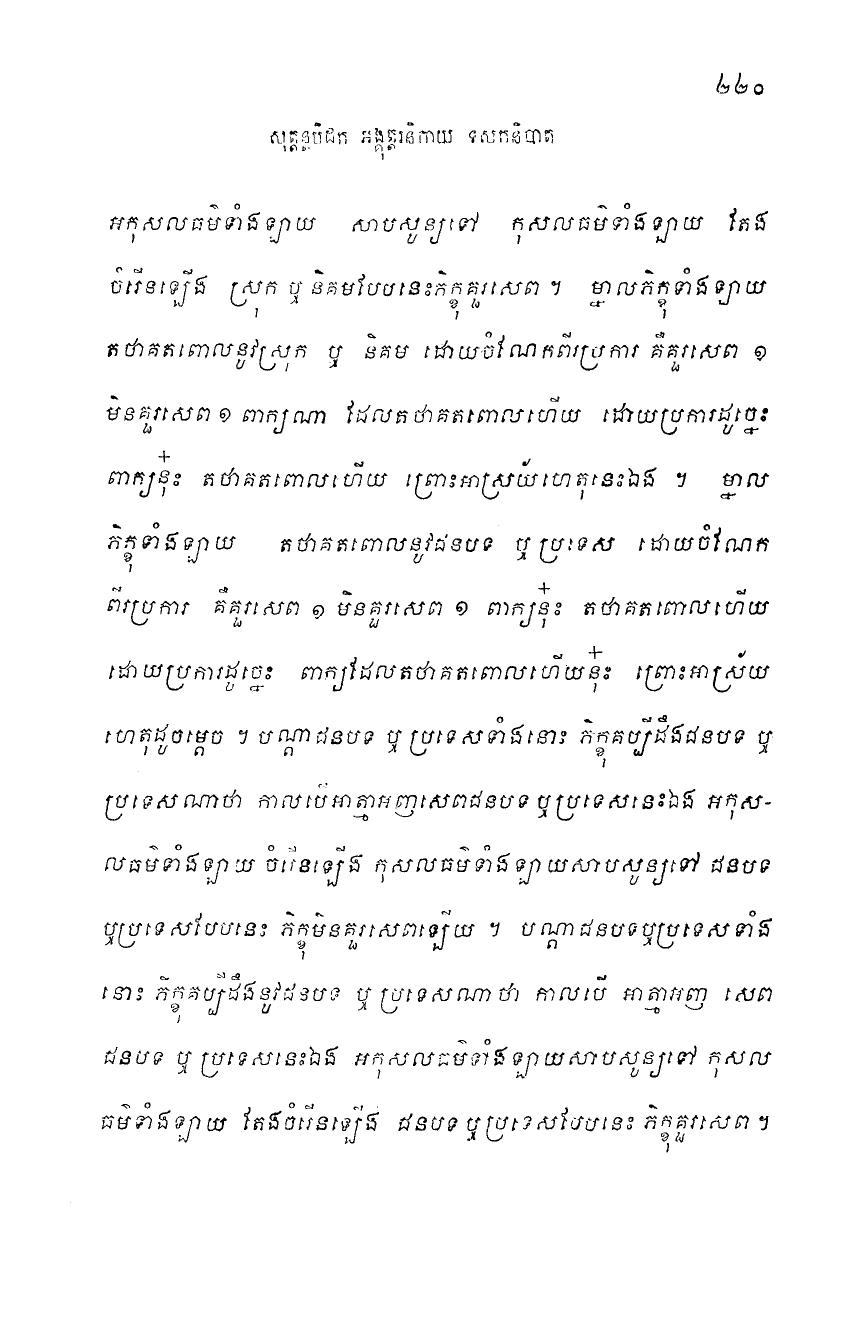 ២២០
សុត្តន្តបិដក អង្គុត្តរនិកាយ ទសកនិបាត
អកុសលធម៌ទាំងឡាយ សាបសូន្យទៅ កុសលធម៌ទាំងឡាយ តែង
ចំរើនឡើង ស្រុក ឬ និគមបែបនេះភិក្ខុគួរសេព ។ ម្នាលភិក្ខុទាំងឡាយ
តថាគតពោលនូវស្រុក ឬ និគម ដោយចំណែកពីរប្រការ គឺគួរសេព ១
មិនគួរសេព ១ ពាក្យណា ដែលតថាគតពោលហើយ ដោយប្រការដូច្នេះ
ពាក្យនុ៎ះ តថាគតពោលហើយ ព្រោះអាស្រ័យហេតុនេះឯង ។ ម្នាល
ភិក្ខុទាំងឡាយ តថាគតពោលនូវជនបទ ឬ ប្រទេស ដោយចំណែក
ពីរប្រការ គឺគួរសេព ១ មិនគួរសេព ១ ពាក្យនុ៎ះ តថាគតពោលហើយ
ដោយប្រការដូច្នេះ ពាក្យដែលតថាគតពោលហើយនុ៎ះ ព្រោះអាស្រ័យ
ហេតុដូចម្តេច ។ បណ្តាជនបទ ឬ ប្រទេសទាំងនោះ ភិក្ខុគប្បីដឹងជនបទ ឬ
ប្រទេសណាថា កាលបើអាត្មាអញសេពជនបទ ឬប្រទេសនេះឯង អកុស-
លធម៌ទាំងឡាយ ចំរើនឡើង កុសលធម៌ទាំងឡាយសាបសូន្យទៅ ជនបទ
ឬប្រទេសបែបនេះ ភិក្ខុមិនគួរសេពឡើយ ។ បណ្តាជនបទឬប្រទេសទាំង
នោះ ភិក្ខុគប្បីដឹងនូវជនបទ ឬ ប្រទេសណាថា កាលបើ អាត្មាអញ សេព
ជនបទ ឬ ប្រទេសនេះឯង អកុសលធម៌ទាំងឡាយសាបសូន្យទៅ កុសល
ធម៌ទាំងឡាយ តែងចំរើនឡើង ជនបទ ឬប្រទេសបែបនេះ ភិក្ខុគួរសេព ។